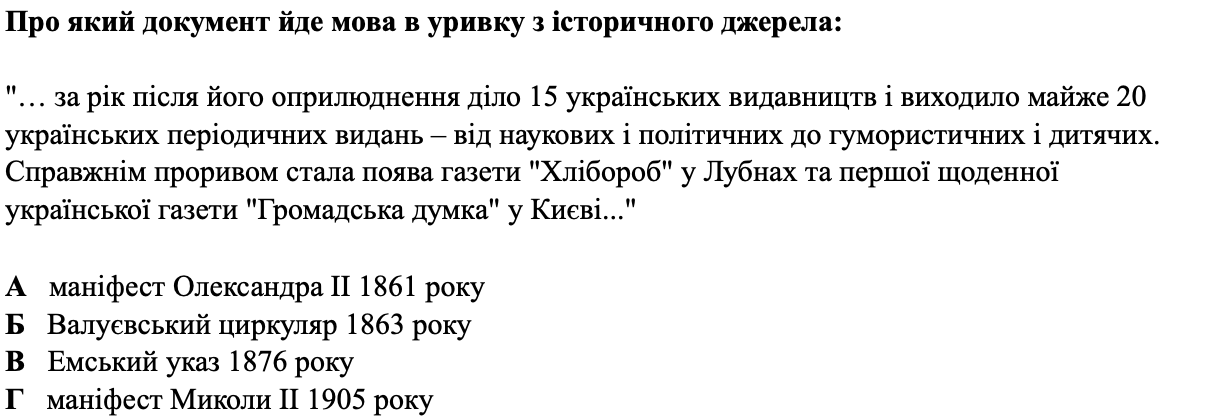 Про який документ йде мова в уривку з історичного джерела:
"… за рік після його оприлюднення діло 15 українських видавництв і виходило майже 20
українських періодичних видань – від наукових і політичних до гумористичних і дитячих.
Справжнім проривом стала поява газети "Хлібороб" у Лубнах та першої щоденної
української газети "Громадська думка" у Києві..."
А маніфест Олександра ІІ 1861 року
Б Валуєвський циркуляр 1863 року
В Емський указ 1876 року
Г маніфест Миколи ІІ 1905 року